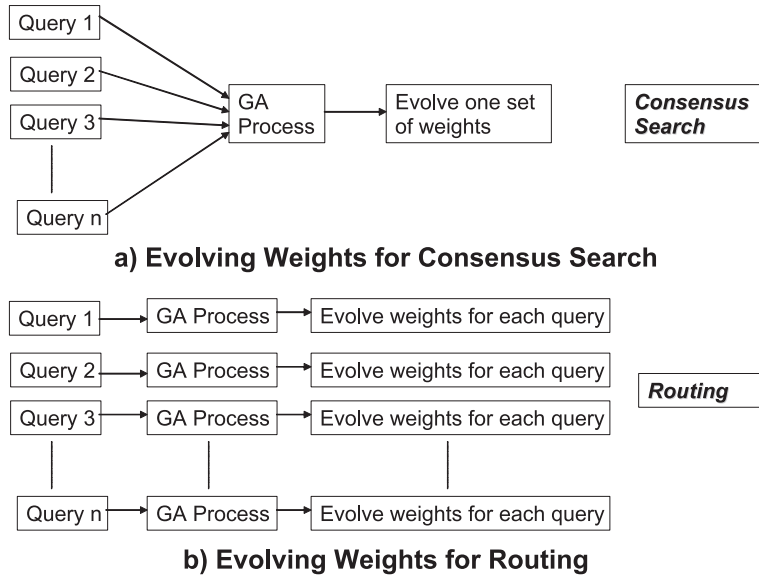 Query 1
Query 2
Query 3
Query n
GA
Process
Evolve one set
of weights
Consensus
Search
a) Evolving Weights for Consensus Search
Query 1
GA Process
Evolve weights for each query
Query 2
GA Process
Evolve weights for each query
Routing
Query 3
GA Process
Evolve weights for each query
Query n
GA Process
Evolve weights for each query
b) Evolving Weights for Routing